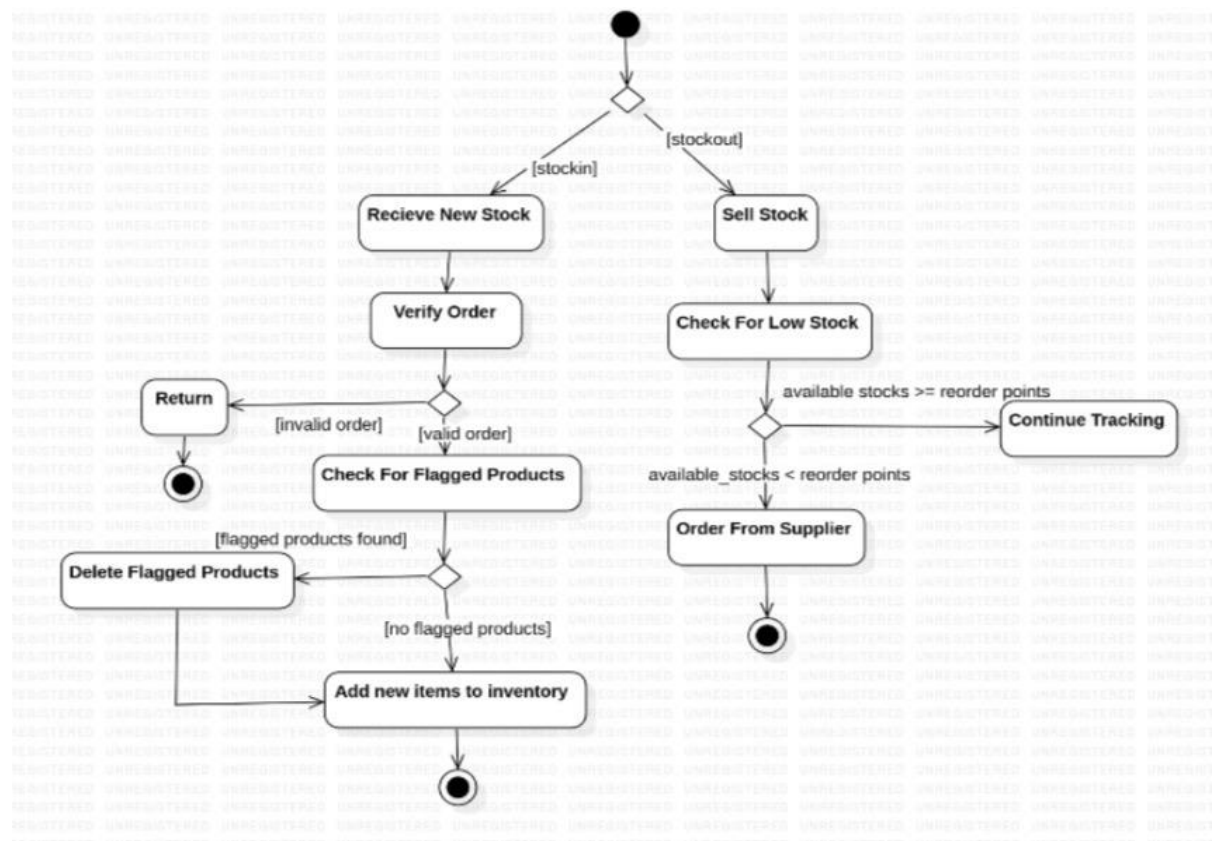 [stockout]
[stockin]
Recieve New Stock
Sell Stock
Verify Order
Check For Low Stock
available stocks >= reorder points
Return
[invalid order]
[valid order]
Continue Tracking
Check For Flagged Products
available_stocks < reorder points
Order From Supplier
[flagged products found]
Delete Flagged Products
[no flagged products]
Add new items to inventory
UNREGISTERED